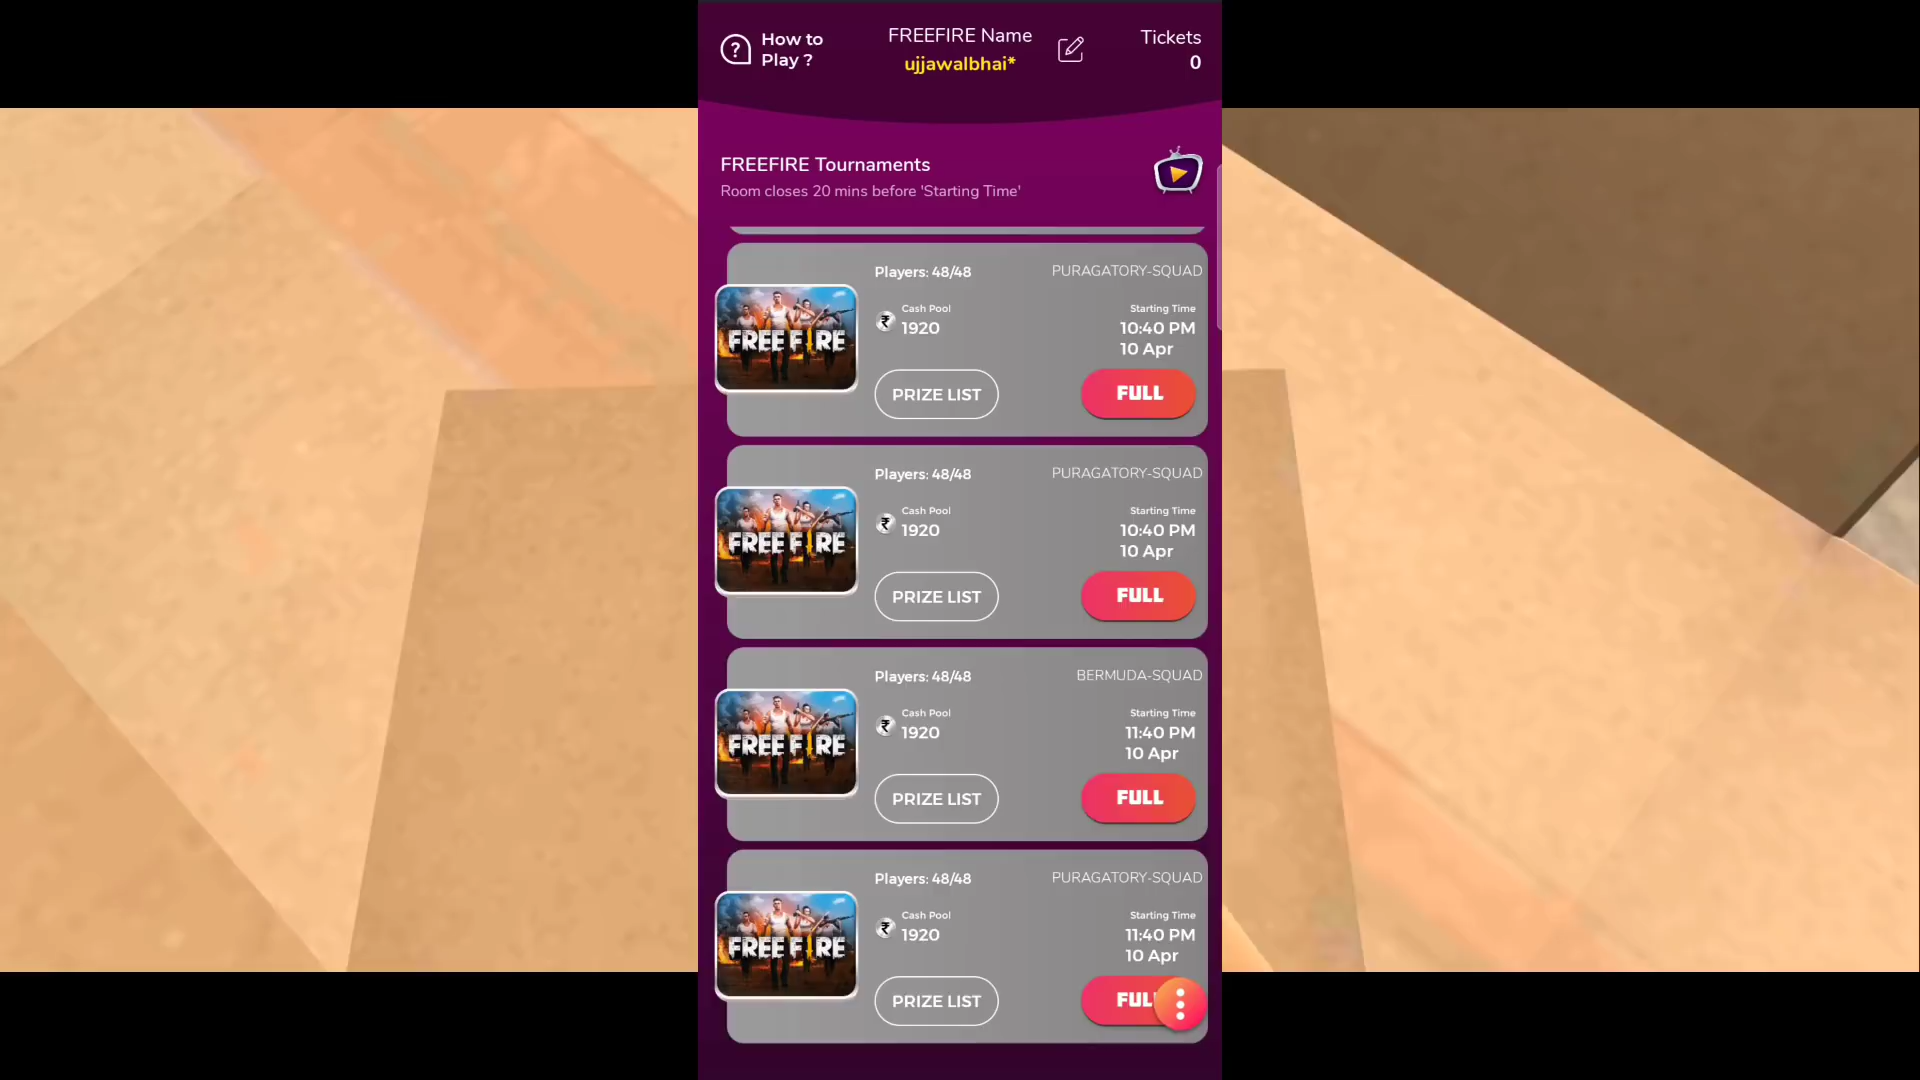 How to
Play ?
FREEFIRE Name
ujjawalbhai*
Tickets
0
FREEFIRE Tournaments
Room closes 20 mins before 'Starting Time'
Players: 48/48
PURAGATORY-SQUAD
FREE FIRE
Cash Pool
₹ 1920
Starting Time
10:40 PM
10 Apr
PRIZE LIST
FULL
Players: 48/48
PURAGATORY-SQUAD
FREE FIRE
Cash Pool
₹ 1920
Starting Time
10:40 PM
10 Apr
PRIZE LIST
FULL
Players: 48/48
BERMUDA-SQUAD
FREE FIRE
Cash Pool
₹ 1920
Starting Time
11:40 PM
10 Apr
PRIZE LIST
FULL
Players: 48/48
PURAGATORY-SQUAD
FREE FIRE
Cash Pool
₹ 1920
Starting Time
11:40 PM
10 Apr
PRIZE LIST
FULL